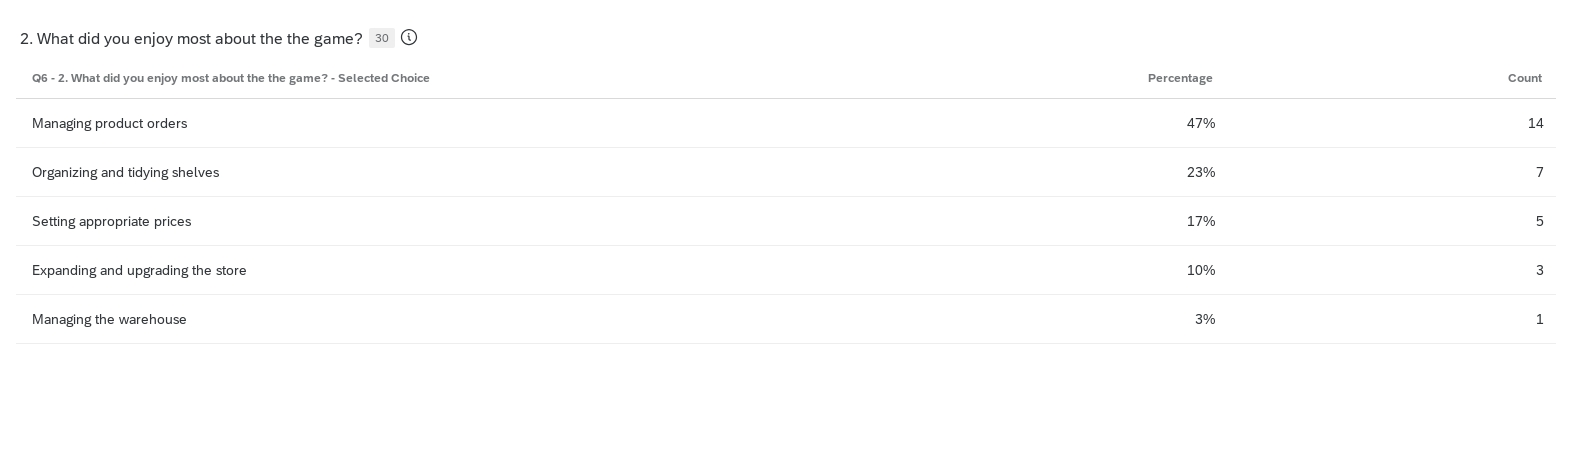 2. What did you enjoy most about the the game? 30
Q6 - 2. What did you enjoy most about the the game? - Selected Choice Percentage Count
Managing product orders 47% 14
Organizing and tidying shelves 23% 7
Setting appropriate prices 17% 5
Expanding and upgrading the store 10% 3
Managing the warehouse 3% 1